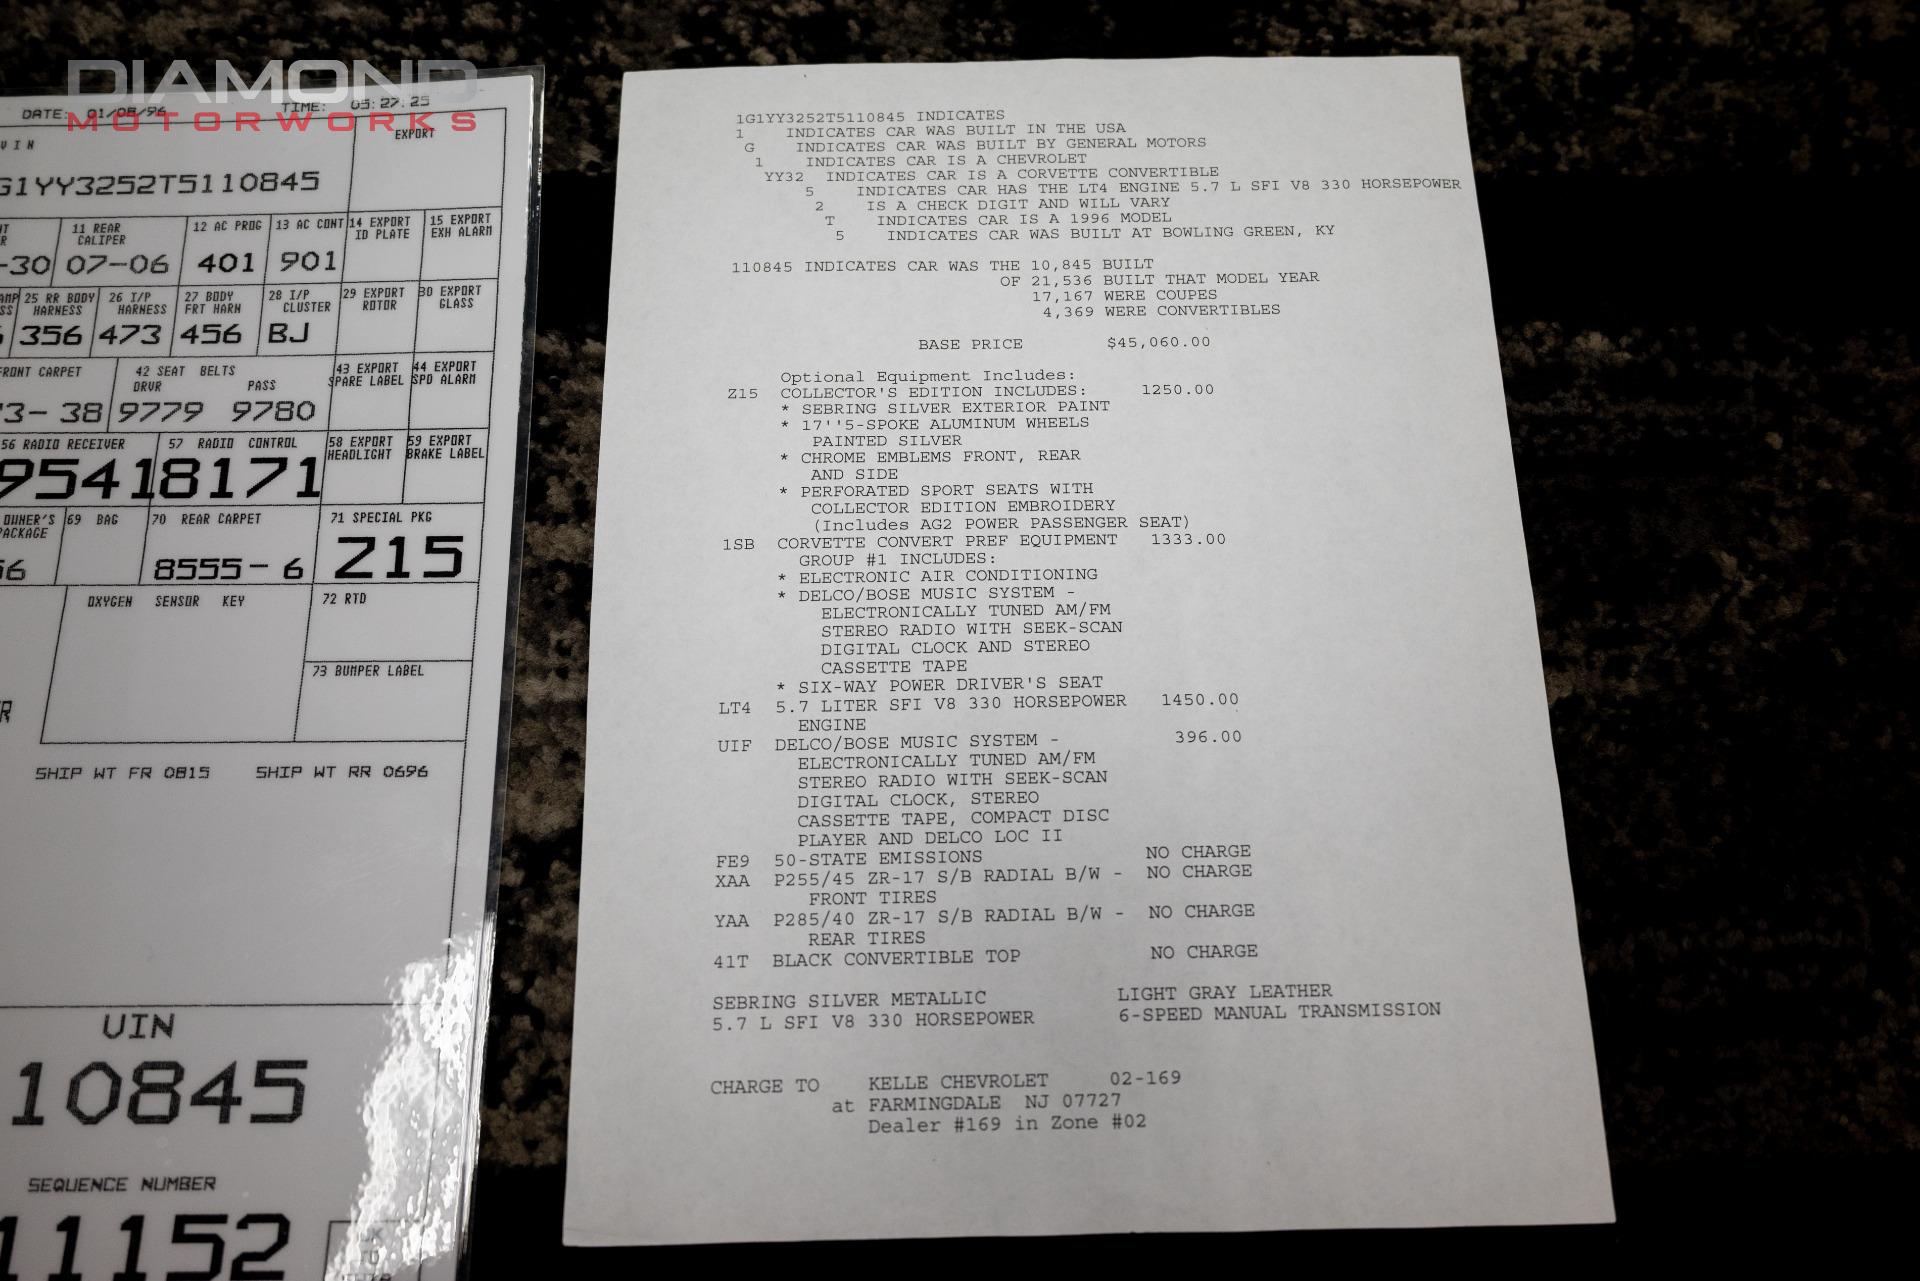 DIAMOND
MOTORWORKS
DATE: 01/05/96 TIME: 05:27:25
VIN
EXPORT
G1YY3252T5110845
11 REAR CALIPER
12 AC PROG
13 AC CONT
14 EXPORT ID PLATE
15 EXPORT EXH ALARM
-30 07-06 401 901
25 RR BODY HARNESS
26 I/P HARNESS
27 BODY FRT HARN
28 I/P CLUSTER
29 EXPORT ROTOR
30 EXPORT GLASS
356 473 456 BJ
FRONT CARPET
42 SEAT BELTS
DRVR PASS
43 EXPORT SPARE LABEL
44 EXPORT SPD ALARM
3-38 9779 9780
56 RADIO RECEIVER
57 RADIO CONTROL
58 EXPORT HEADLIGHT
59 EXPORT BRAKE LABEL
9541 8171
OWNER'S PACKAGE
69 BAG
70 REAR CARPET
71 SPECIAL PKG
8555-6 Z15
OXYGEN SENSOR KEY
72 RTD
73 BUMPER LABEL
SHIP WT FR 0815 SHIP WT RR 0696
VIN
10845
SEQUENCE NUMBER
11152
1G1YY3252T5110845 INDICATES
1 INDICATES CAR WAS BUILT IN THE USA
G INDICATES CAR WAS BUILT BY GENERAL MOTORS
1 INDICATES CAR IS A CHEVROLET
YY32 INDICATES CAR IS A CORVETTE CONVERTIBLE
5 INDICATES CAR HAS THE LT4 ENGINE 5.7 L SFI V8 330 HORSEPOWER
2 IS A CHECK DIGIT AND WILL VARY
T INDICATES CAR IS A 1996 MODEL
5 INDICATES CAR WAS BUILT AT BOWLING GREEN, KY
110845 INDICATES CAR WAS THE 10,845 BUILT
OF 21,536 BUILT THAT MODEL YEAR
17,167 WERE COUPES
4,369 WERE CONVERTIBLES
BASE PRICE $45,060.00
Optional Equipment Includes:
Z15 COLLECTOR'S EDITION INCLUDES: 1250.00
* SEBRING SILVER EXTERIOR PAINT
* 17''5-SPOKE ALUMINUM WHEELS
PAINTED SILVER
* CHROME EMBLEMS FRONT, REAR
AND SIDE
* PERFORATED SPORT SEATS WITH
COLLECTOR EDITION EMBROIDERY
(Includes AG2 POWER PASSENGER SEAT)
1SB CORVETTE CONVERT PREF EQUIPMENT 1333.00
GROUP #1 INCLUDES:
* ELECTRONIC AIR CONDITIONING
* DELCO/BOSE MUSIC SYSTEM -
ELECTRONICALLY TUNED AM/FM
STEREO RADIO WITH SEEK-SCAN
DIGITAL CLOCK AND STEREO
CASSETTE TAPE
* SIX-WAY POWER DRIVER'S SEAT
LT4 5.7 LITER SFI V8 330 HORSEPOWER 1450.00
ENGINE
UIF DELCO/BOSE MUSIC SYSTEM - 396.00
ELECTRONICALLY TUNED AM/FM
STEREO RADIO WITH SEEK-SCAN
DIGITAL CLOCK, STEREO
CASSETTE TAPE, COMPACT DISC
PLAYER AND DELCO LOC II
FE9 50-STATE EMISSIONS NO CHARGE
XAA P255/45 ZR-17 S/B RADIAL B/W - NO CHARGE
FRONT TIRES
YAA P285/40 ZR-17 S/B RADIAL B/W - NO CHARGE
REAR TIRES
41T BLACK CONVERTIBLE TOP NO CHARGE
SEBRING SILVER METALLIC LIGHT GRAY LEATHER
5.7 L SFI V8 330 HORSEPOWER 6-SPEED MANUAL TRANSMISSION
CHARGE TO KELLE CHEVROLET 02-169
at FARMINGDALE NJ 07727
Dealer #169 in Zone #02